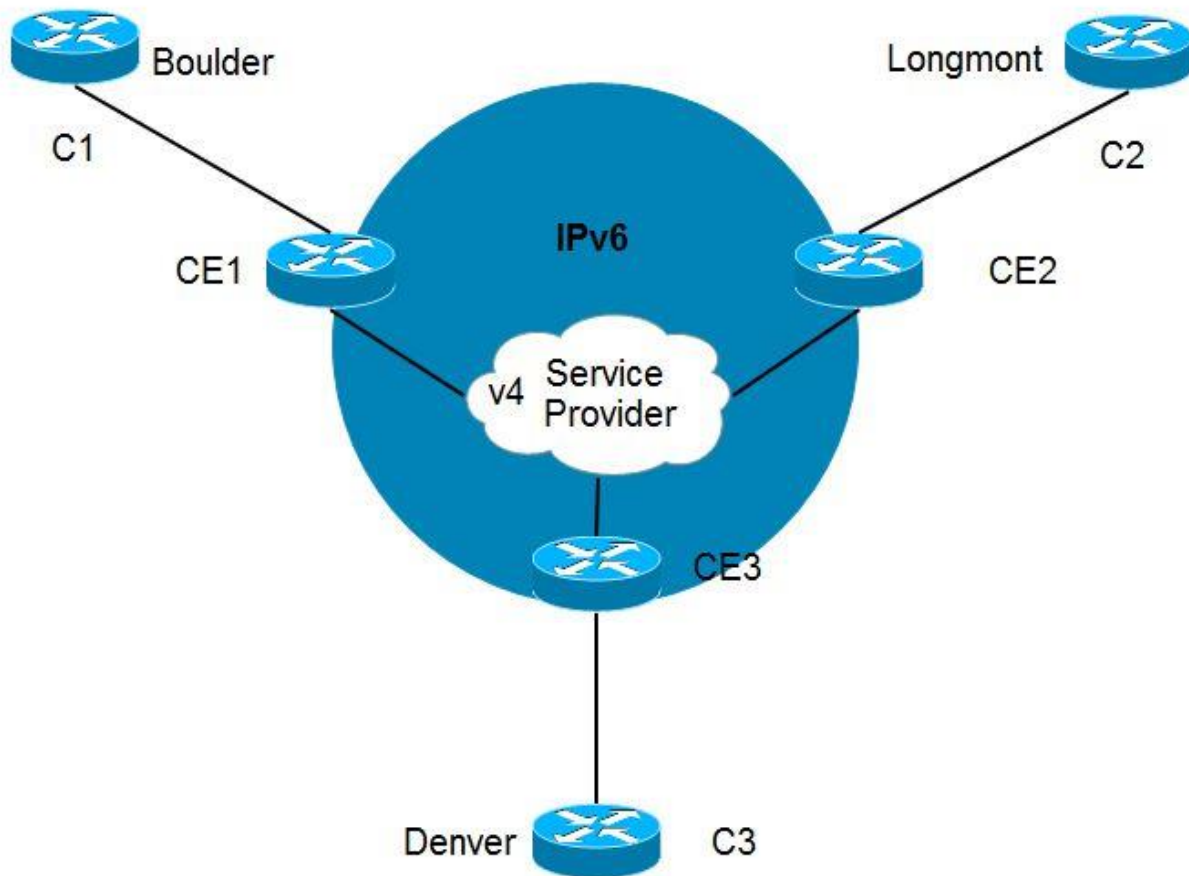 Boulder
Longmont
C1
C2
IPv6
CE1
CE2
v4 Service
Provider
CE3
Denver
C3